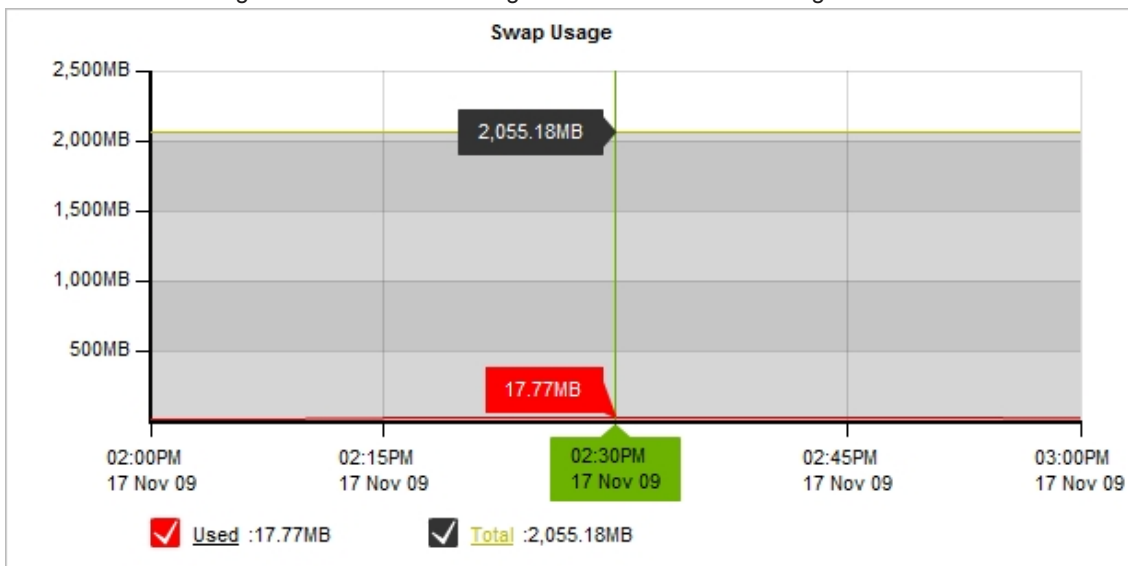 Swap Usage
2,500MB
2,055.18MB
2,000MB
1,500MB
1,000MB
500MB
17.77MB
02:00PM 02:15PM 02:30PM 02:45PM 03:00PM
17 Nov 09 17 Nov 09 17 Nov 09 17 Nov 09 17 Nov 09
Used :17.77MB Total :2,055.18MB